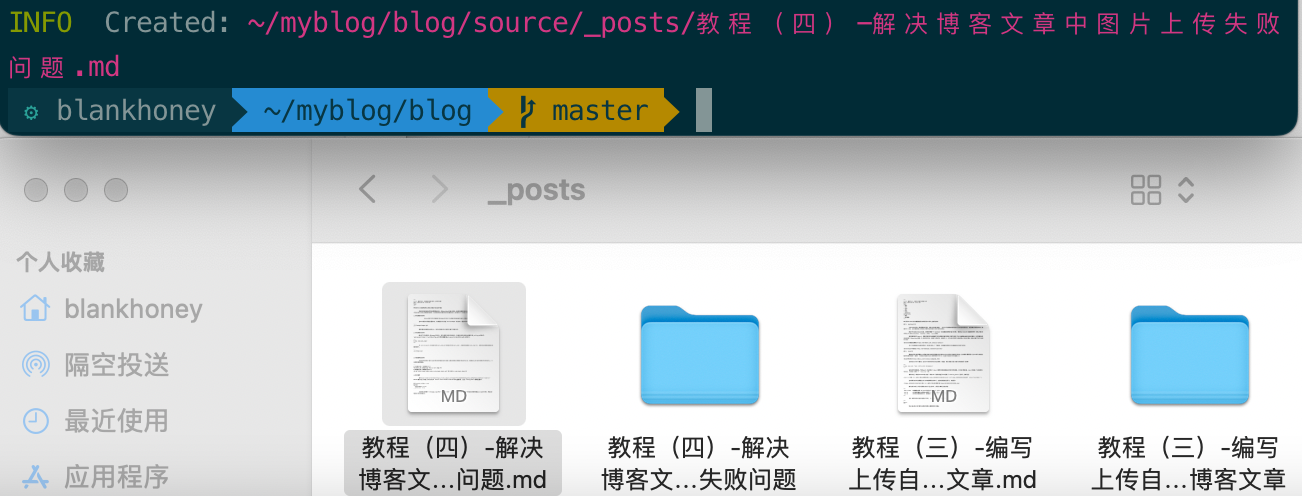 INFO  Created: ~/myblog/blog/source/_posts/教程（四）-解决博客文章中图片上传失败
问题.md
blankhoney ~/myblog/blog master
_posts
个人收藏
blankhoney
隔空投送
最近使用
应用程序
MD
MD
教程（四）-解决
博客文...问题.md
教程（四）-解决
博客文...失败问题
教程（三）-编写
上传自...文章.md
教程（三）-编写
上传自...博客文章